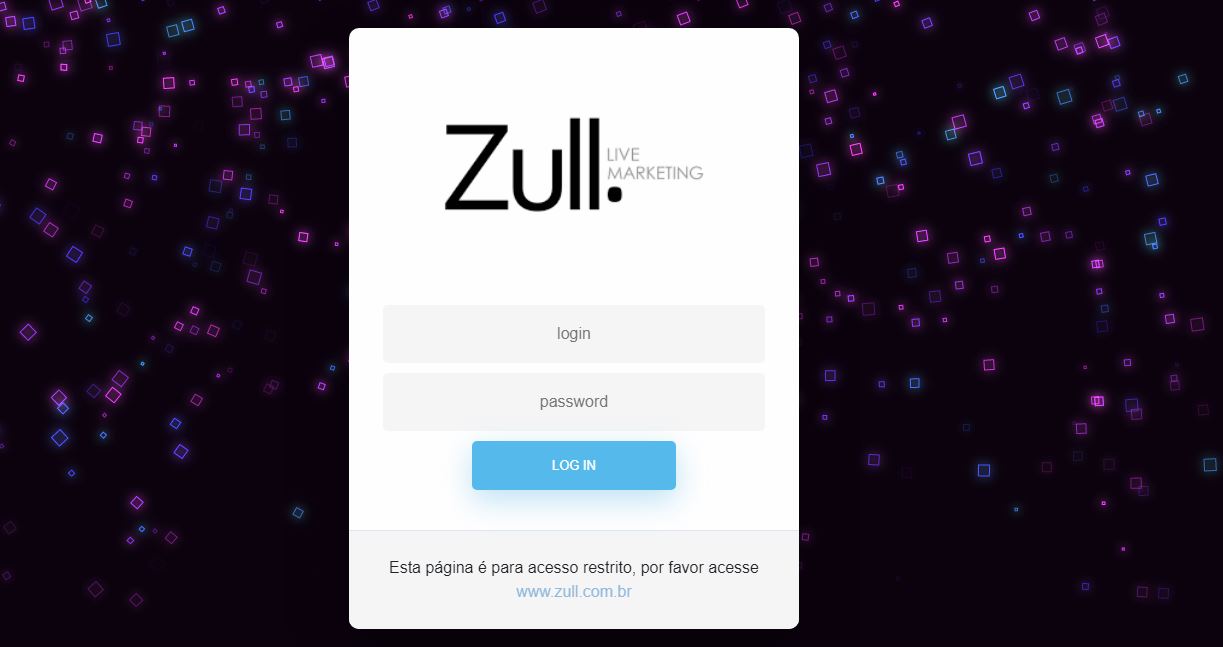 Zull.
LIVE
MARKETING
login
password
LOG IN
Esta página é para acesso restrito, por favor acesse
www.zull.com.br